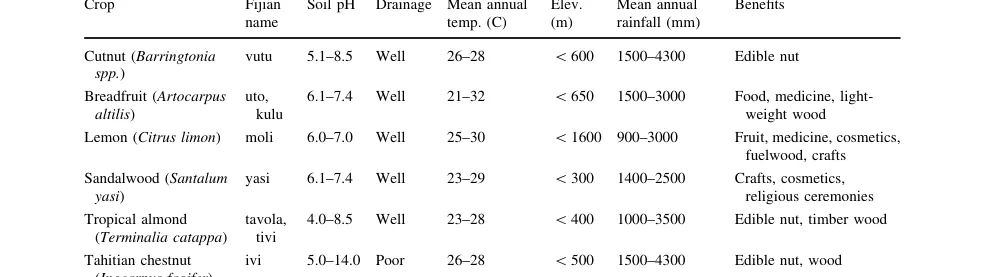 Crop Fijian Soil pH Drainage Mean annual Elev. Mean annual Benefits
name temp. (C) (m) rainfall (mm)
Cutnut (Barringtonia vutu 5.1–8.5 Well 26–28 < 600 1500–4300 Edible nut
spp.)
Breadfruit (Artocarpus uto, 6.1–7.4 Well 21–32 < 650 1500–3000 Food, medicine, light-
altilis) kulu weight wood
Lemon (Citrus limon) moli 6.0–7.0 Well 25–30 < 1600 900–3000 Fruit, medicine, cosmetics,
fuelwood, crafts
Sandalwood (Santalum yasi 6.1–7.4 Well 23–29 < 300 1400–2500 Crafts, cosmetics,
yasi) religious ceremonies
Tropical almond tavola, 4.0–8.5 Well 23–28 < 400 1000–3500 Edible nut, timber wood
(Terminalia catappa) tivi
Tahitian chestnut ivi 5.0–14.0 Poor 26–28 < 500 1500–4300 Edible nut, wood